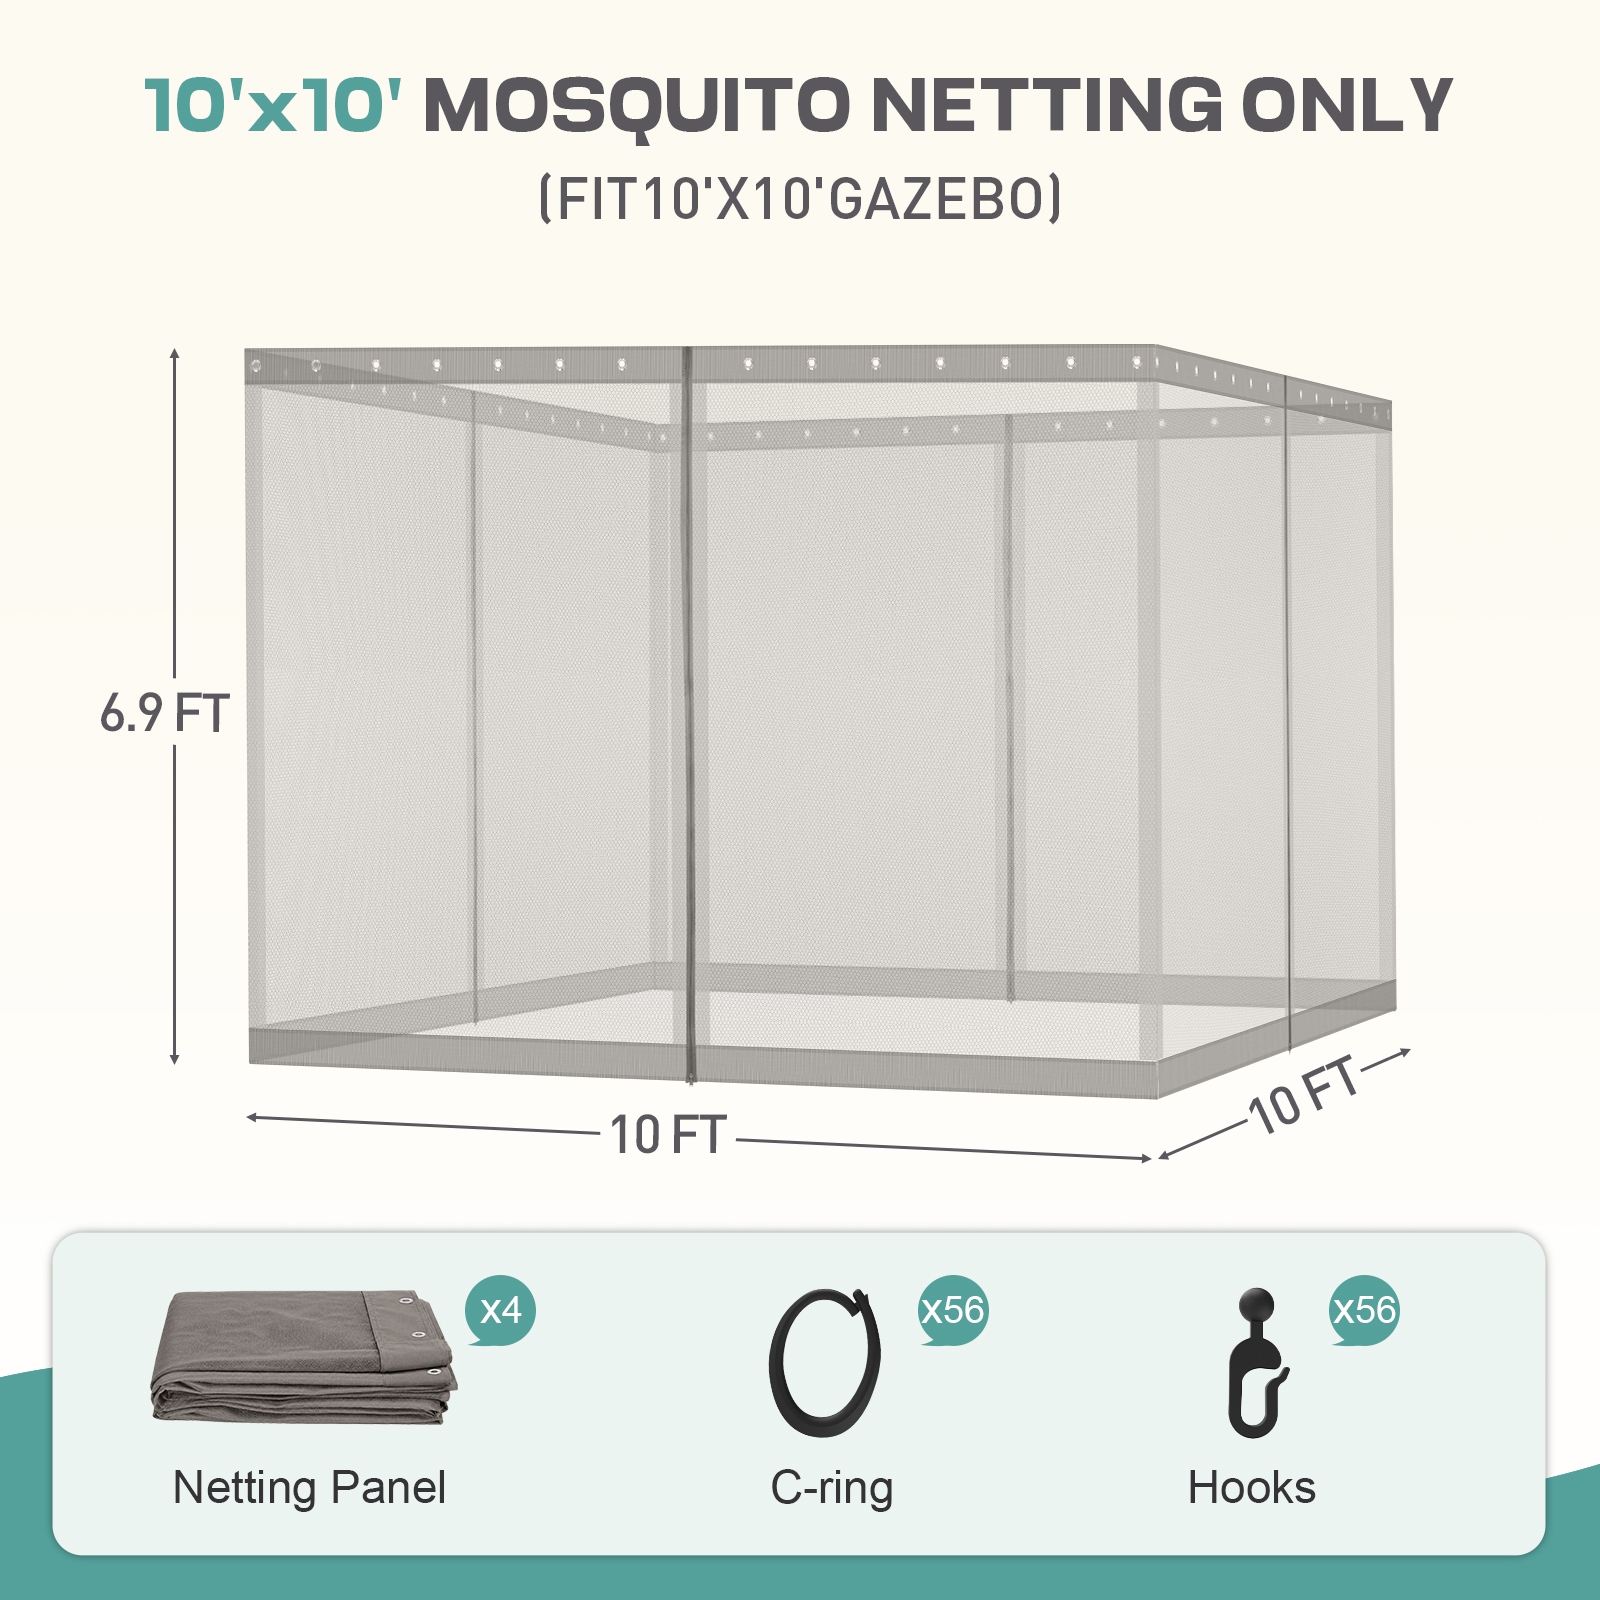 10'x10' MOSQUITO NETTING ONLY
(FIT10'X10'GAZEBO)
6.9 FT
10 FT
10 FT
x4
x56
x56
Netting Panel
C-ring
Hooks